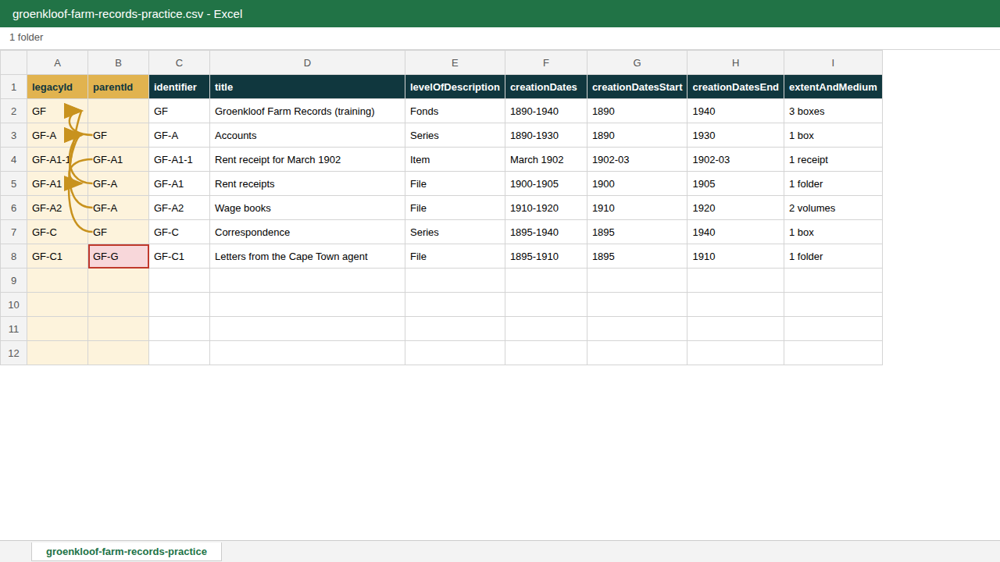 groenkloof-farm-records-practice.csv - Excel
1 folder
A B C D E F G H I
1 legacyId parentId identifier title levelOfDescription creationDates creationDatesStart creationDatesEnd extentAndMedium
2 GF GF Groenkloof Farm Records (training) Fonds 1890-1940 1890 1940 3 boxes
3 GF-A GF GF-A Accounts Series 1890-1930 1890 1930 1 box
4 GF-A1-1 GF-A1 GF-A1-1 Rent receipt for March 1902 Item March 1902 1902-03 1902-03 1 receipt
5 GF-A1 GF-A GF-A1 Rent receipts File 1900-1905 1900 1905 1 folder
6 GF-A2 GF-A GF-A2 Wage books File 1910-1920 1910 1920 2 volumes
7 GF-C GF GF-C Correspondence Series 1895-1940 1895 1940 1 box
8 GF-C1 GF-G GF-C1 Letters from the Cape Town agent File 1895-1910 1895 1910 1 folder
9
10
11
12
groenkloof-farm-records-practice